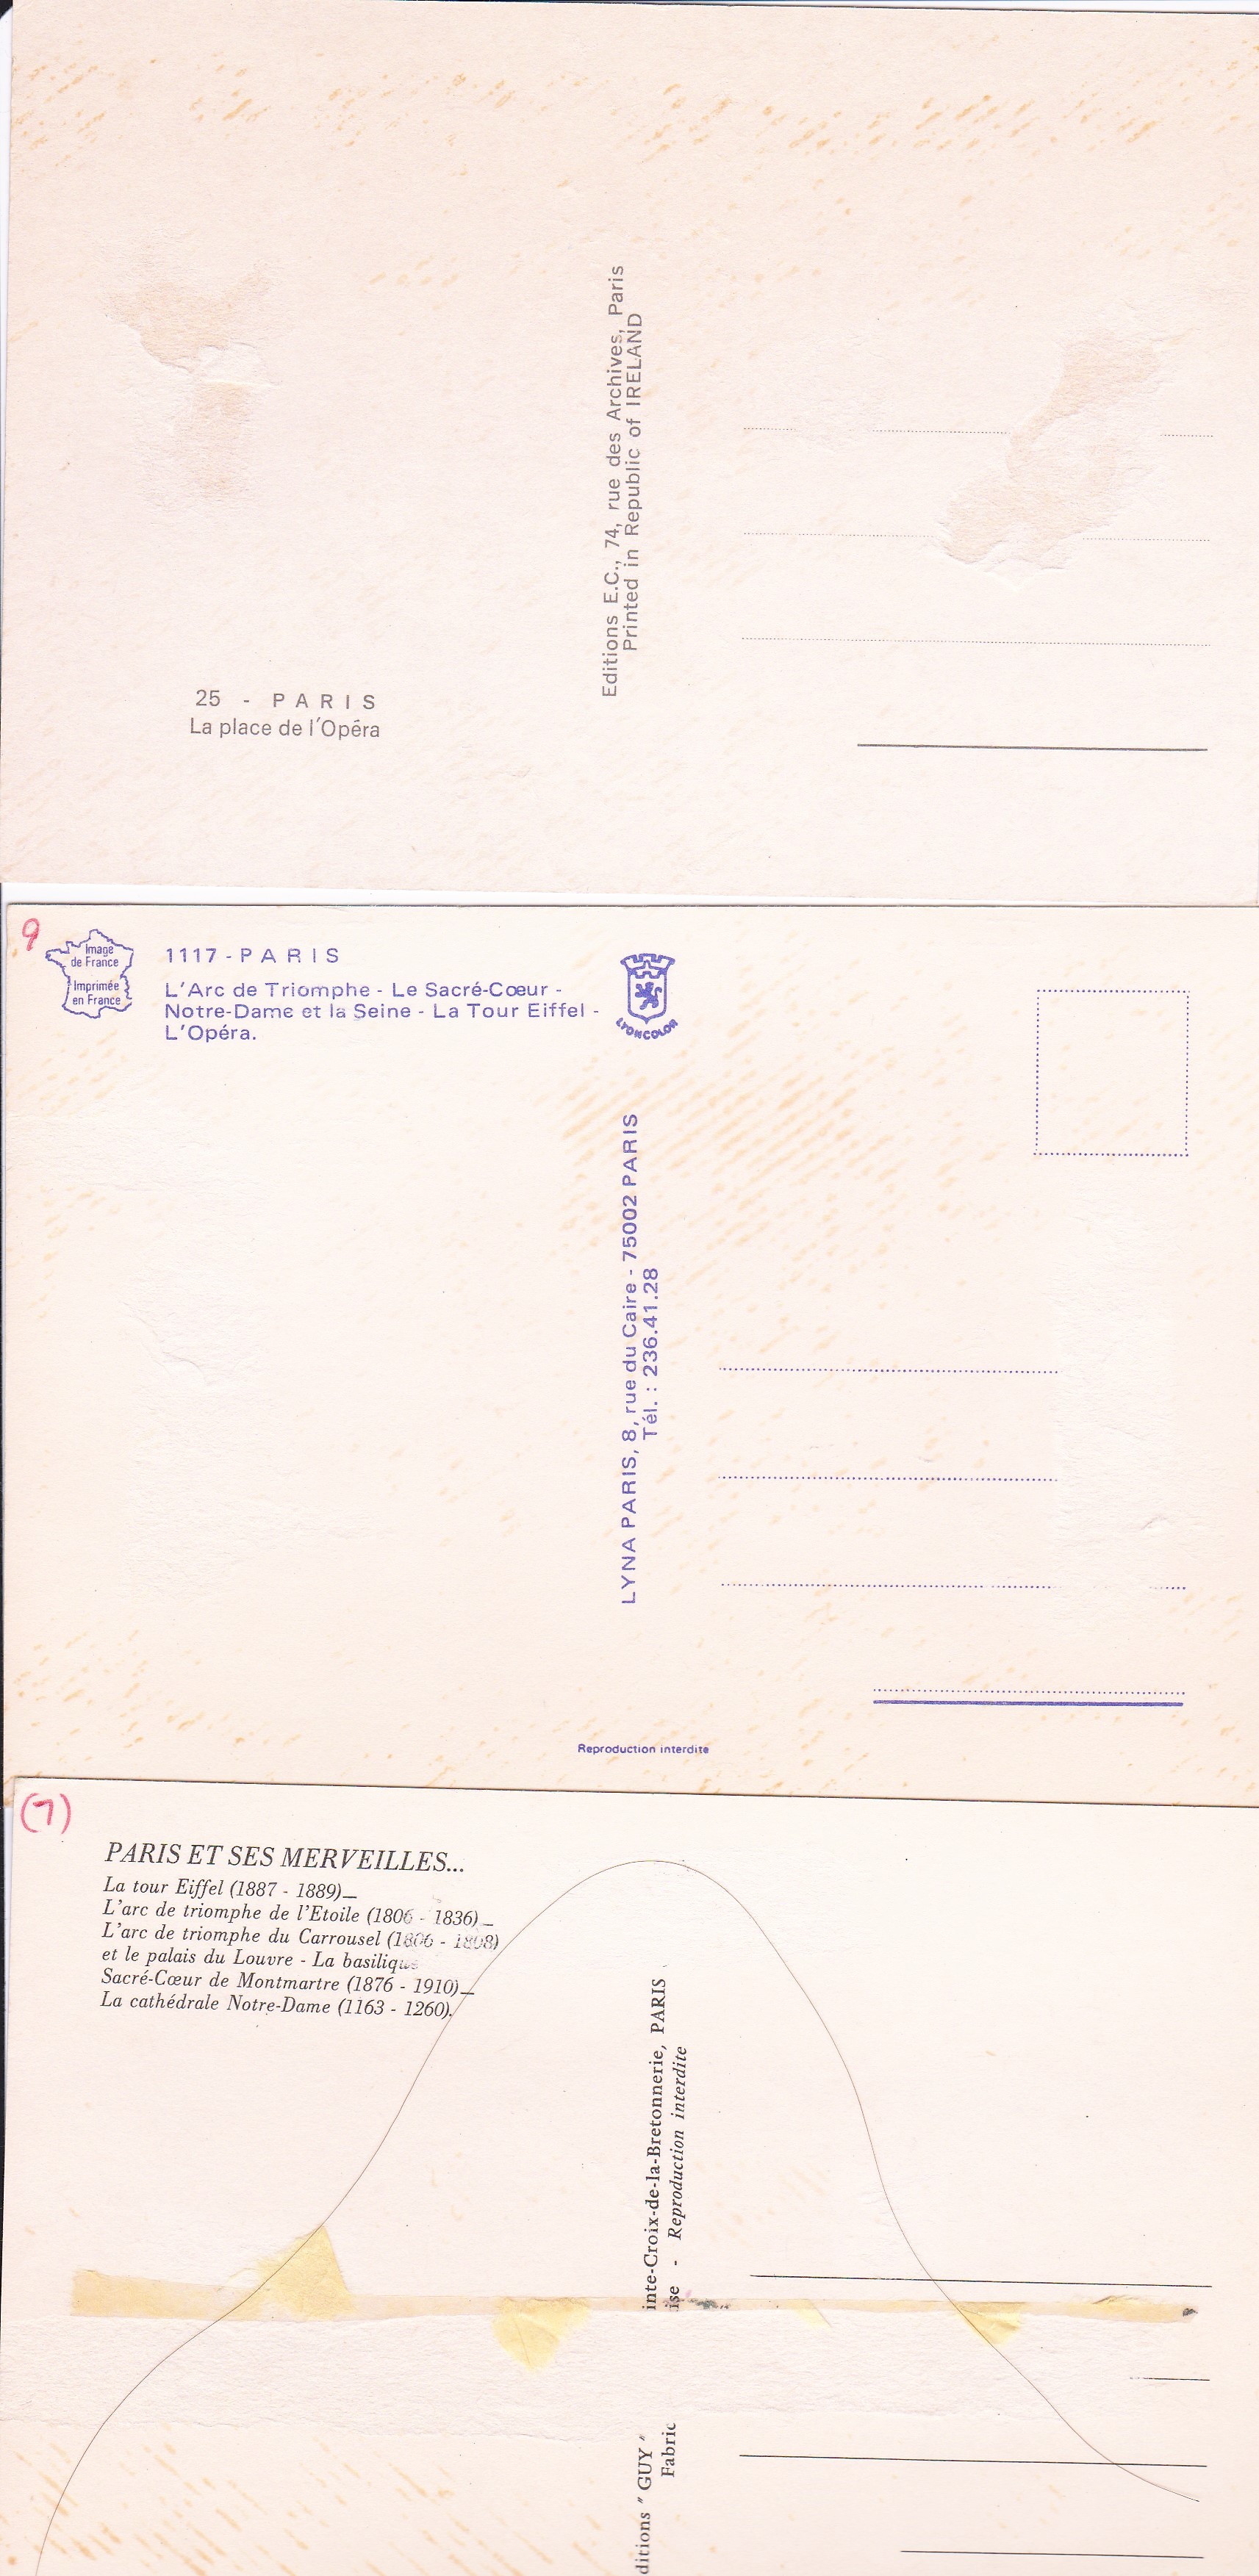 Editions E.C., 74, rue des Archives, Paris
Printed in Republic of IRELAND
25 - PARIS
La place de l'Opéra
9
Image
de France
Imprimée
en France
1117 - PARIS
L'Arc de Triomphe - Le Sacré-Cœur -
Notre-Dame et la Seine - La Tour Eiffel -
L'Opéra.
LYONCOLOR
LYNA PARIS, 8, rue du Caire - 75002 PARIS
Tél. : 236.41.28
Reproduction interdite
(7)
PARIS ET SES MERVEILLES...
La tour Eiffel (1887 - 1889)_
L'arc de triomphe de l'Etoile (1806 - 1836)_
L'arc de triomphe du Carrousel (1806 - 1808)
et le palais du Louvre - La basilique
Sacré-Cœur de Montmartre (1876 - 1910)_
La cathédrale Notre-Dame (1163 - 1260).
ditions "GUY" inte-Croix-de-la-Bretonnerie, PARIS
Fabric ise - Reproduction interdite